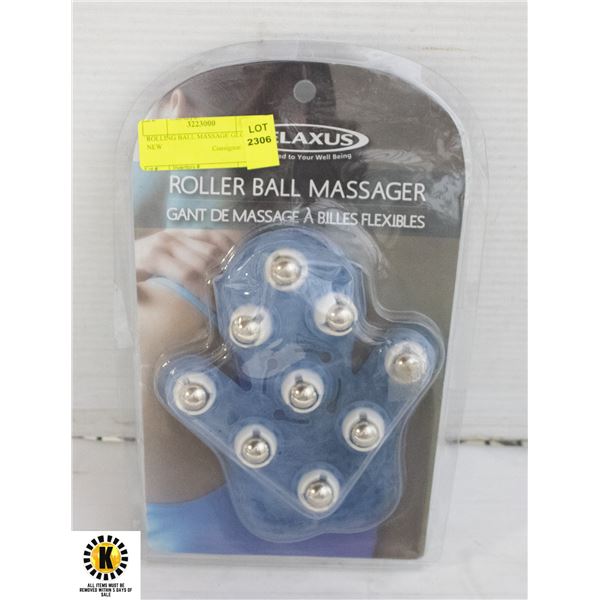 3223000
ROLLING BALL MASSAGE
NEW Consignor
LOT
2306
ELAXUS
to Your Well Being
ROLLER BALL MASSAGER
GANT DE MASSAGE À BILLES FLEXIBLES
K
ALL ITEMS MUST BE
REMOVED WITHIN 5 DAYS OF
SALE